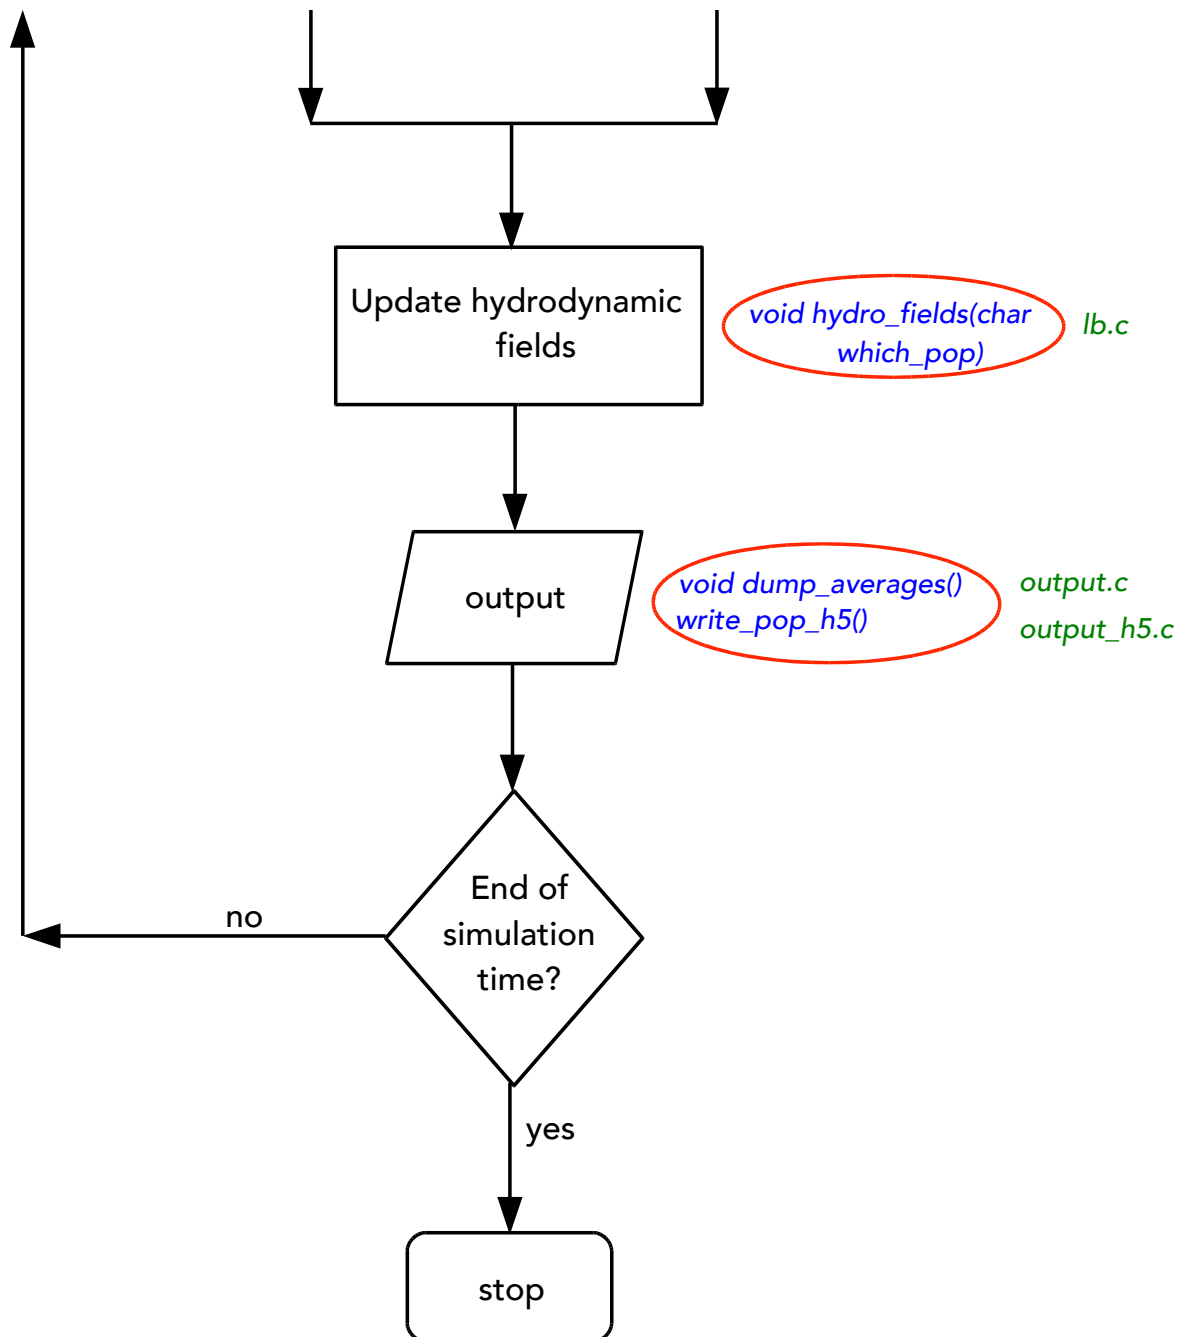 Update hydrodynamic
fields
void hydro_fields(char
which_pop)
lb.c
output
void dump_averages()
write_pop_h5()
output.c
output_h5.c
End of
simulation
time?
no
yes
stop